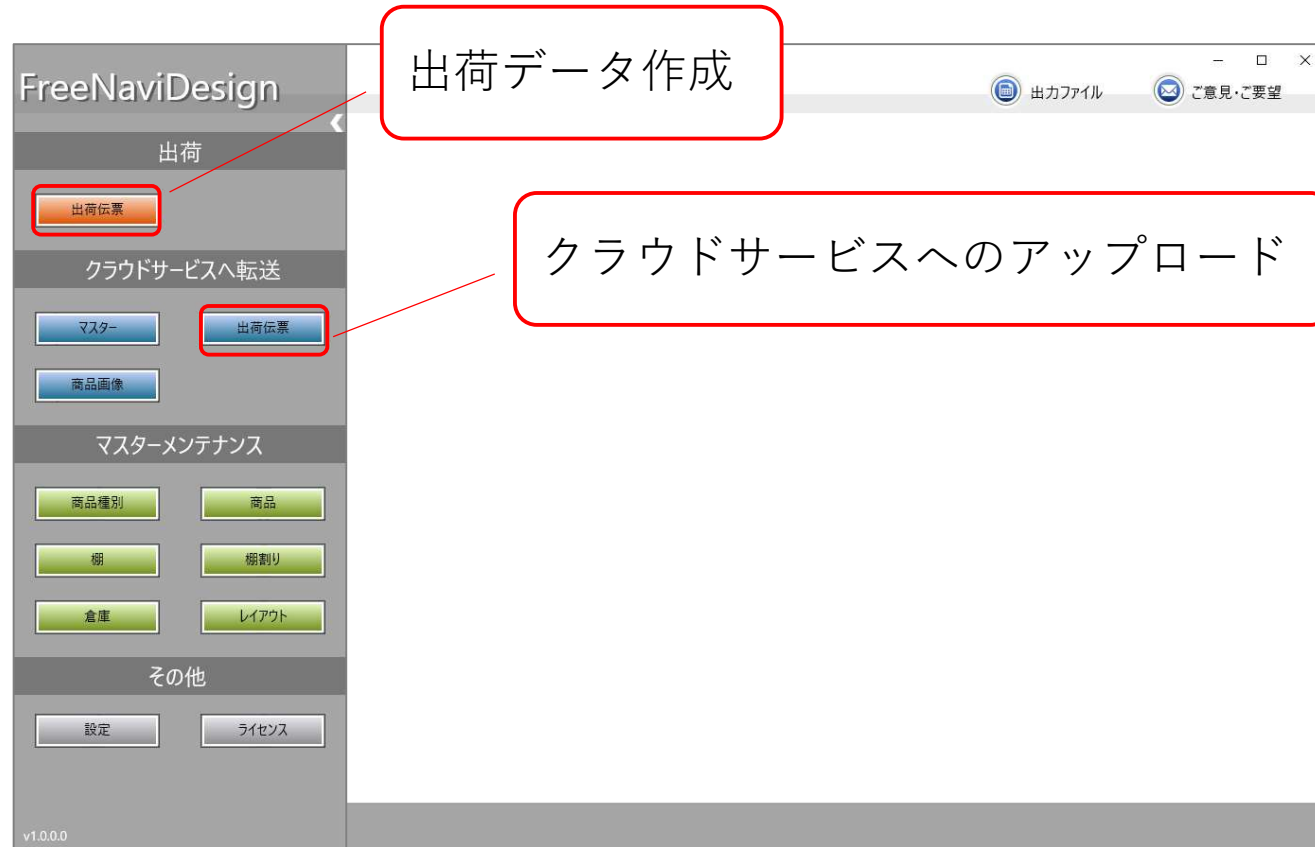 出荷データ作成
FreeNaviDesign
出力ファイル
ご意見・ご要望
出荷
出荷伝票
クラウドサービスへのアップロード
クラウドサービスへ転送
マスター
出荷伝票
商品画像
マスターメンテナンス
商品種別
商品
棚
棚割り
倉庫
レイアウト
その他
設定
ライセンス
v1.0.0.0